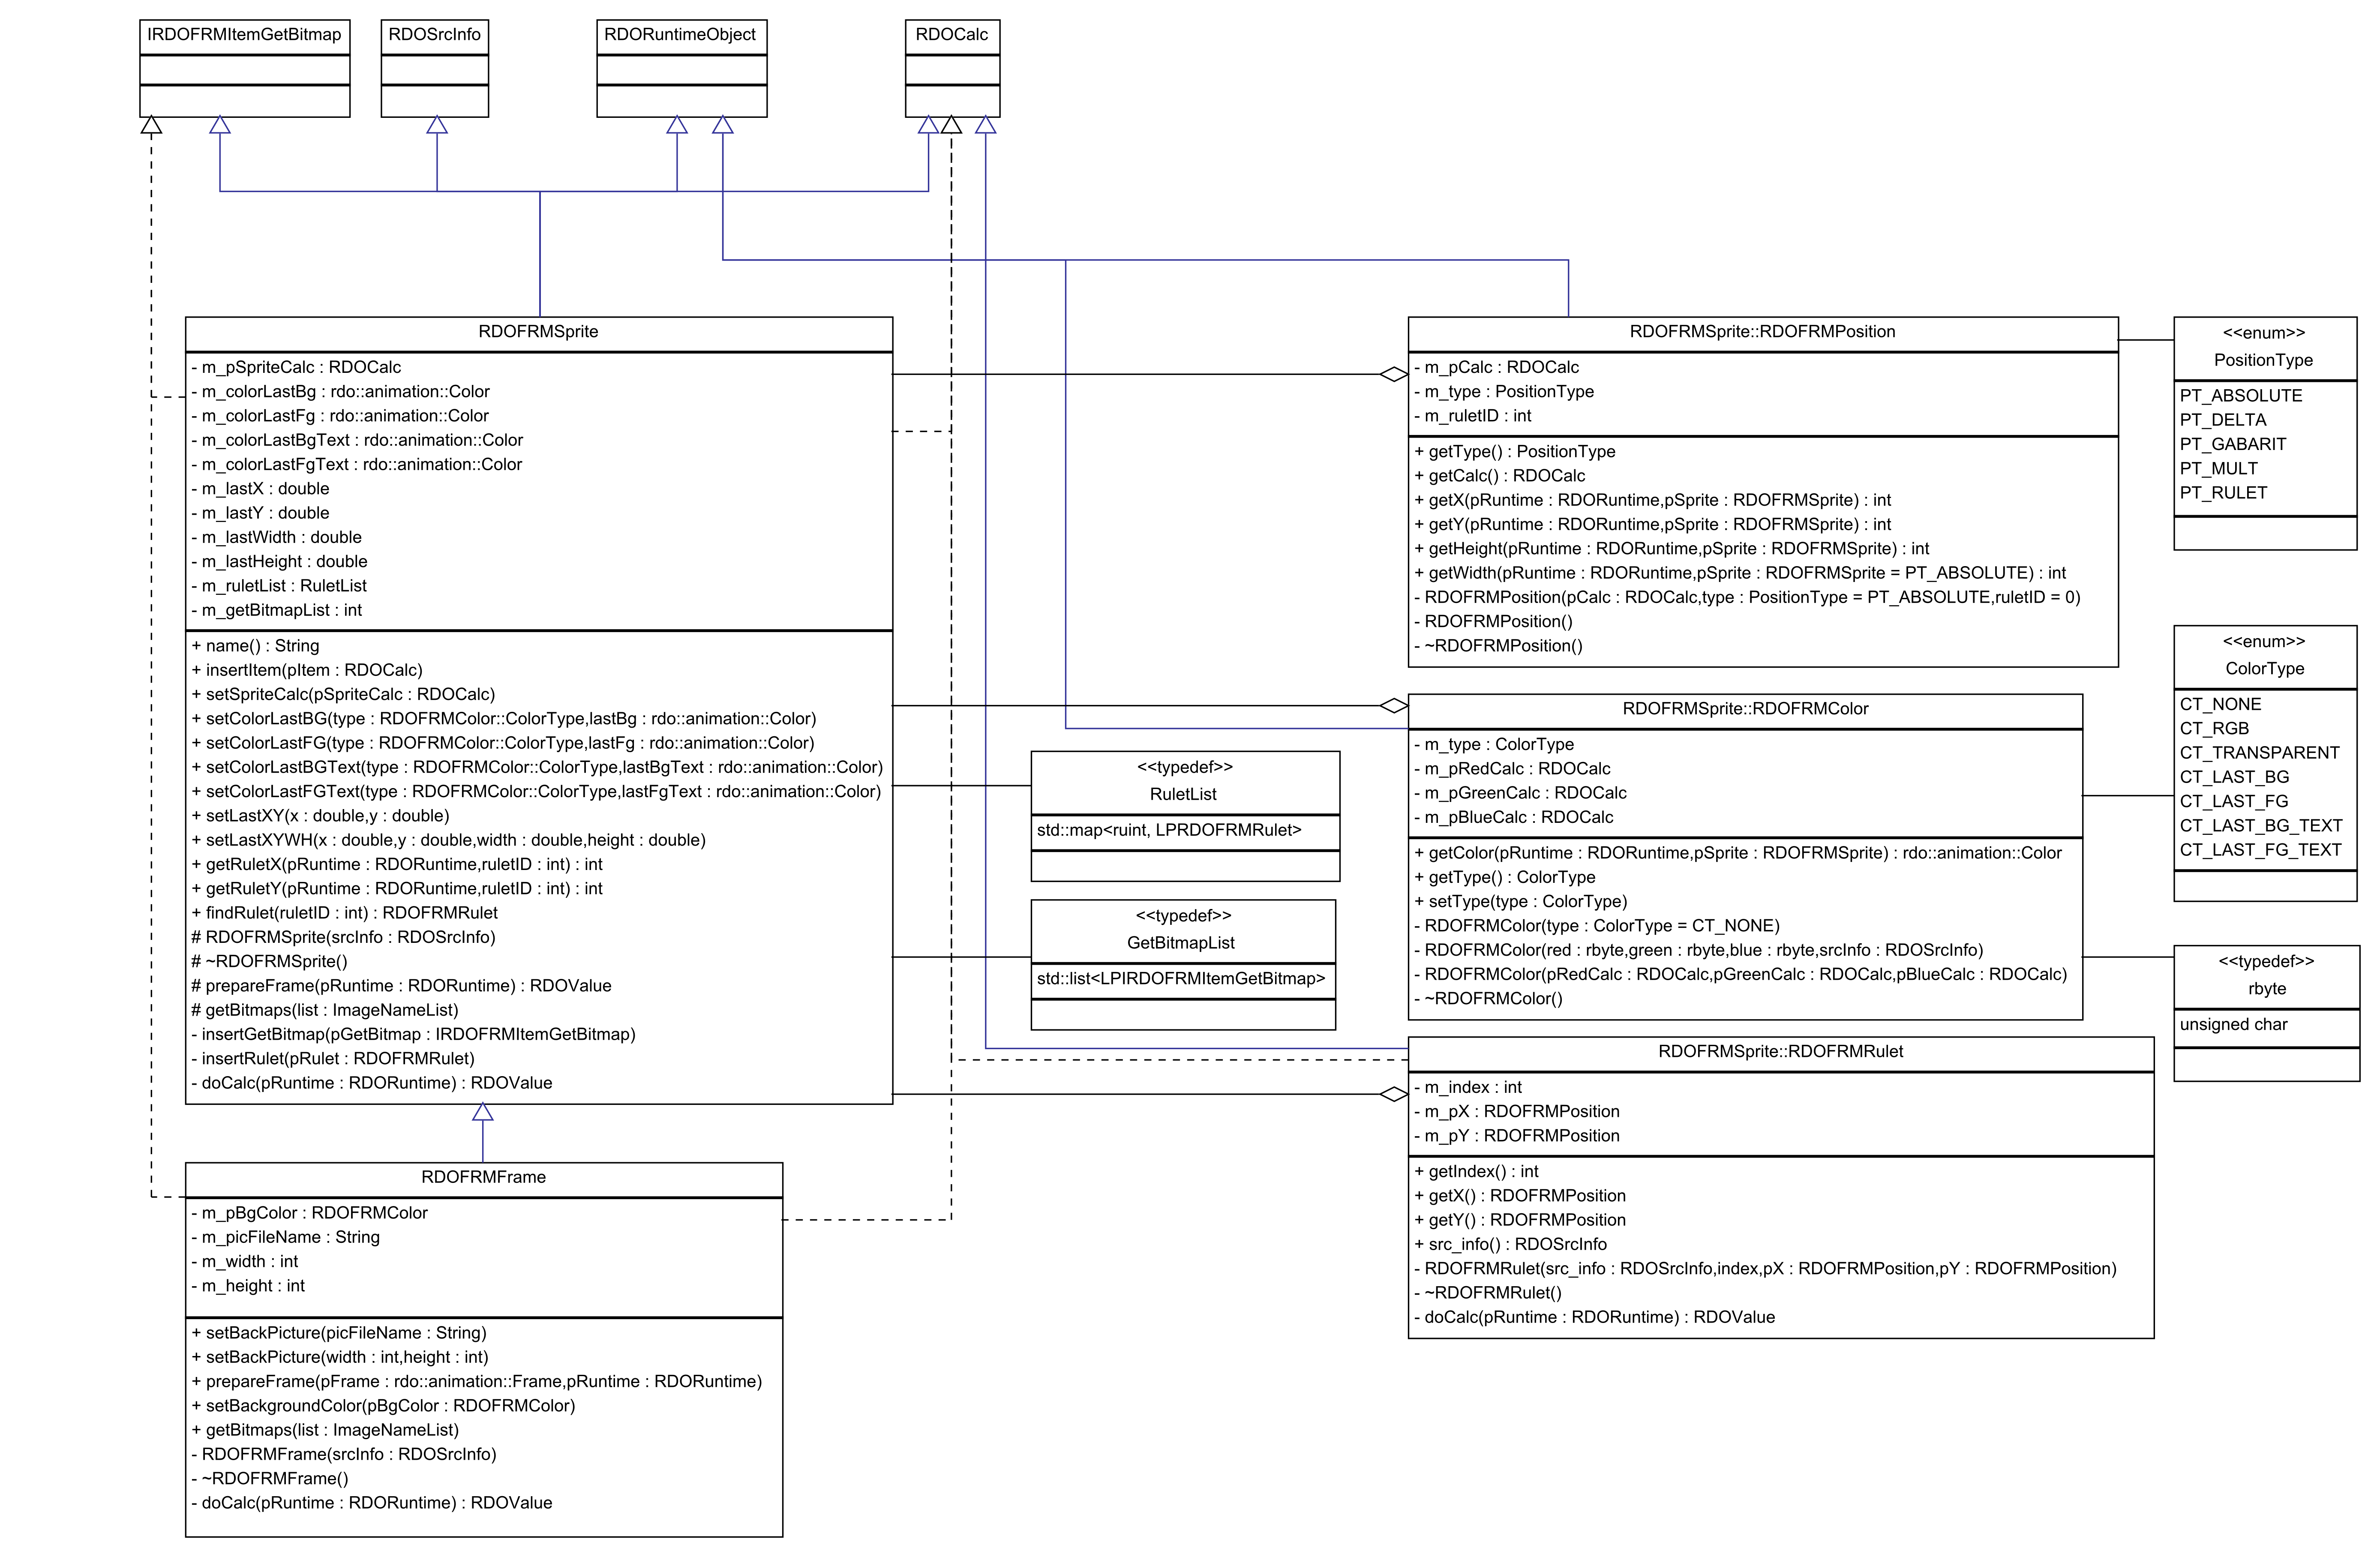 IRDOFRMItemGetBitmap
RDOSrcInfo
RDORuntimeObject
RDOCalc
RDOFRMSprite
- m_pSpriteCalc : RDOCalc
- m_colorLastBg : rdo::animation::Color
- m_colorLastFg : rdo::animation::Color
- m_colorLastBgText : rdo::animation::Color
- m_colorLastFgText : rdo::animation::Color
- m_lastX : double
- m_lastY : double
- m_lastWidth : double
- m_lastHeight : double
- m_ruletList : RuletList
- m_getBitmapList : int
+ name() : String
+ insertItem(pItem : RDOCalc)
+ setSpriteCalc(pSpriteCalc : RDOCalc)
+ setColorLastBG(type : RDOFRMColor::ColorType,lastBg : rdo::animation::Color)
+ setColorLastFG(type : RDOFRMColor::ColorType,lastFg : rdo::animation::Color)
+ setColorLastBGText(type : RDOFRMColor::ColorType,lastBgText : rdo::animation::Color)
+ setColorLastFGText(type : RDOFRMColor::ColorType,lastFgText : rdo::animation::Color)
+ setLastXY(x : double,y : double)
+ setLastXYWH(x : double,y : double,width : double,height : double)
+ getRuletX(pRuntime : RDORuntime,ruletID : int) : int
+ getRuletY(pRuntime : RDORuntime,ruletID : int) : int
+ findRulet(ruletID : int) : RDOFRMRulet
# RDOFRMSprite(srcInfo : RDOSrcInfo)
# ~RDOFRMSprite()
# prepareFrame(pRuntime : RDORuntime) : RDOValue
# getBitmaps(list : ImageNameList)
- insertGetBitmap(pGetBitmap : IRDOFRMItemGetBitmap)
- insertRulet(pRulet : RDOFRMRulet)
- doCalc(pRuntime : RDORuntime) : RDOValue
RDOFRMFrame
- m_pBgColor : RDOFRMColor
- m_picFileName : String
- m_width : int
- m_height : int
+ setBackPicture(picFileName : String)
+ setBackPicture(width : int,height : int)
+ prepareFrame(pFrame : rdo::animation::Frame,pRuntime : RDORuntime)
+ setBackgroundColor(pBgColor : RDOFRMColor)
+ getBitmaps(list : ImageNameList)
- RDOFRMFrame(srcInfo : RDOSrcInfo)
- ~RDOFRMFrame()
- doCalc(pRuntime : RDORuntime) : RDOValue
<<typedef>>
RuletList
std::map<ruint, LPRDOFRMRulet>
<<typedef>>
GetBitmapList
std::list<LPIRDOFRMItemGetBitmap>
RDOFRMSprite::RDOFRMPosition
- m_pCalc : RDOCalc
- m_type : PositionType
- m_ruletID : int
+ getType() : PositionType
+ getCalc() : RDOCalc
+ getX(pRuntime : RDORuntime,pSprite : RDOFRMSprite) : int
+ getY(pRuntime : RDORuntime,pSprite : RDOFRMSprite) : int
+ getHeight(pRuntime : RDORuntime,pSprite : RDOFRMSprite) : int
+ getWidth(pRuntime : RDORuntime,pSprite : RDOFRMSprite = PT_ABSOLUTE) : int
- RDOFRMPosition(pCalc : RDOCalc,type : PositionType = PT_ABSOLUTE,ruletID = 0)
- RDOFRMPosition()
- ~RDOFRMPosition()
RDOFRMSprite::RDOFRMColor
- m_type : ColorType
- m_pRedCalc : RDOCalc
- m_pGreenCalc : RDOCalc
- m_pBlueCalc : RDOCalc
+ getColor(pRuntime : RDORuntime,pSprite : RDOFRMSprite) : rdo::animation::Color
+ getType() : ColorType
+ setType(type : ColorType)
- RDOFRMColor(type : ColorType = CT_NONE)
- RDOFRMColor(red : rbyte,green : rbyte,blue : rbyte,srcInfo : RDOSrcInfo)
- RDOFRMColor(pRedCalc : RDOCalc,pGreenCalc : RDOCalc,pBlueCalc : RDOCalc)
- ~RDOFRMColor()
RDOFRMSprite::RDOFRMRulet
- m_index : int
- m_pX : RDOFRMPosition
- m_pY : RDOFRMPosition
+ getIndex() : int
+ getX() : RDOFRMPosition
+ getY() : RDOFRMPosition
+ src_info() : RDOSrcInfo
- RDOFRMRulet(src_info : RDOSrcInfo,index,pX : RDOFRMPosition,pY : RDOFRMPosition)
- ~RDOFRMRulet()
- doCalc(pRuntime : RDORuntime) : RDOValue
<<enum>>
PositionType
PT_ABSOLUTE
PT_DELTA
PT_GABARIT
PT_MULT
PT_RULET
<<enum>>
ColorType
CT_NONE
CT_RGB
CT_TRANSPARENT
CT_LAST_BG
CT_LAST_FG
CT_LAST_BG_TEXT
CT_LAST_FG_TEXT
<<typedef>>
rbyte
unsigned char